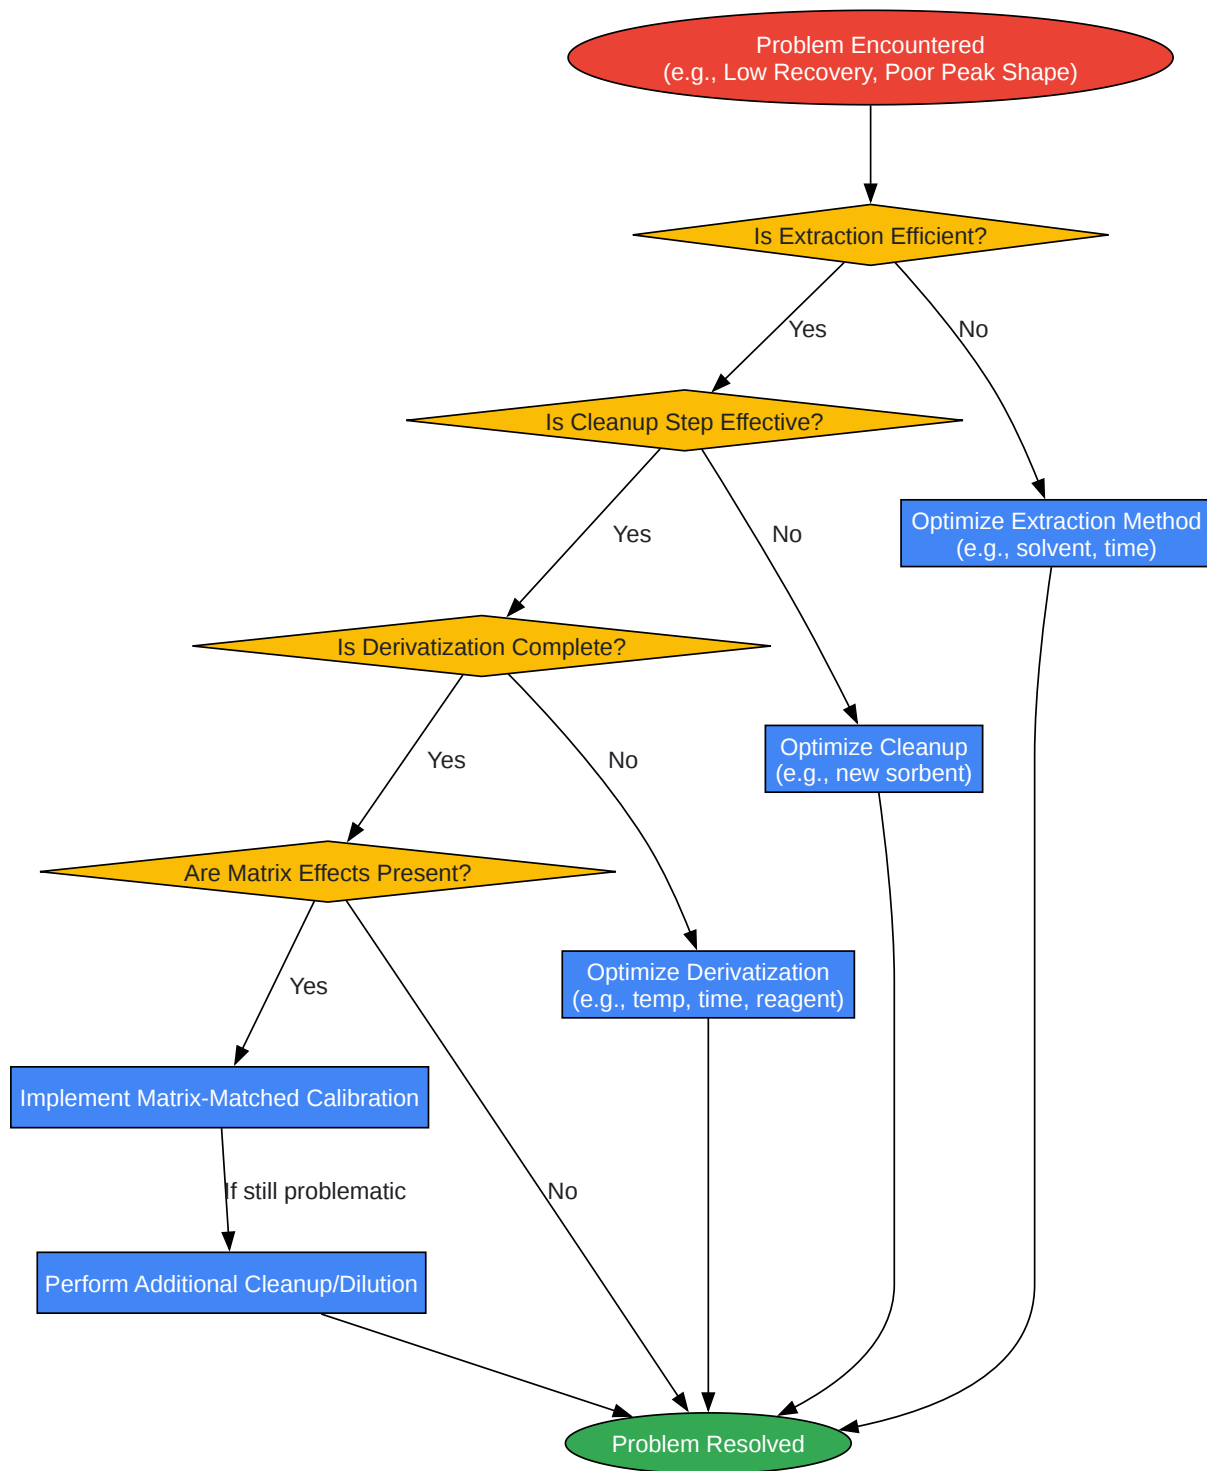 Problem Encountered
(e.g., Low Recovery, Poor Peak Shape)
Is Extraction Efficient?
Yes
No
Is Cleanup Step Effective?
Optimize Extraction Method
(e.g., solvent, time)
Yes
No
Is Derivatization Complete?
Optimize Cleanup
(e.g., new sorbent)
Yes
No
Are Matrix Effects Present?
Optimize Derivatization
(e.g., temp, time, reagent)
Yes
Implement Matrix-Matched Calibration
If still problematic
No
Perform Additional Cleanup/Dilution
Problem Resolved